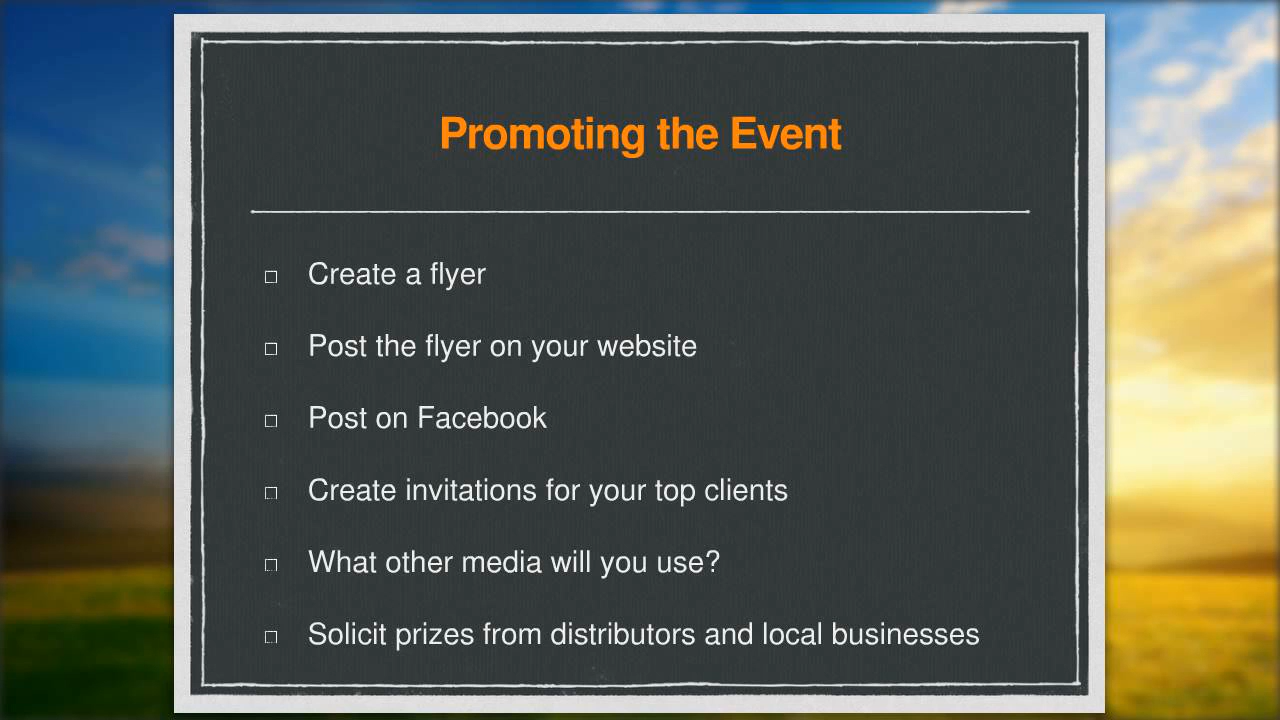 Promoting the Event
Create a flyer
Post the flyer on your website
Post on Facebook
Create invitations for your top clients
What other media will you use?
Solicit prizes from distributors and local businesses